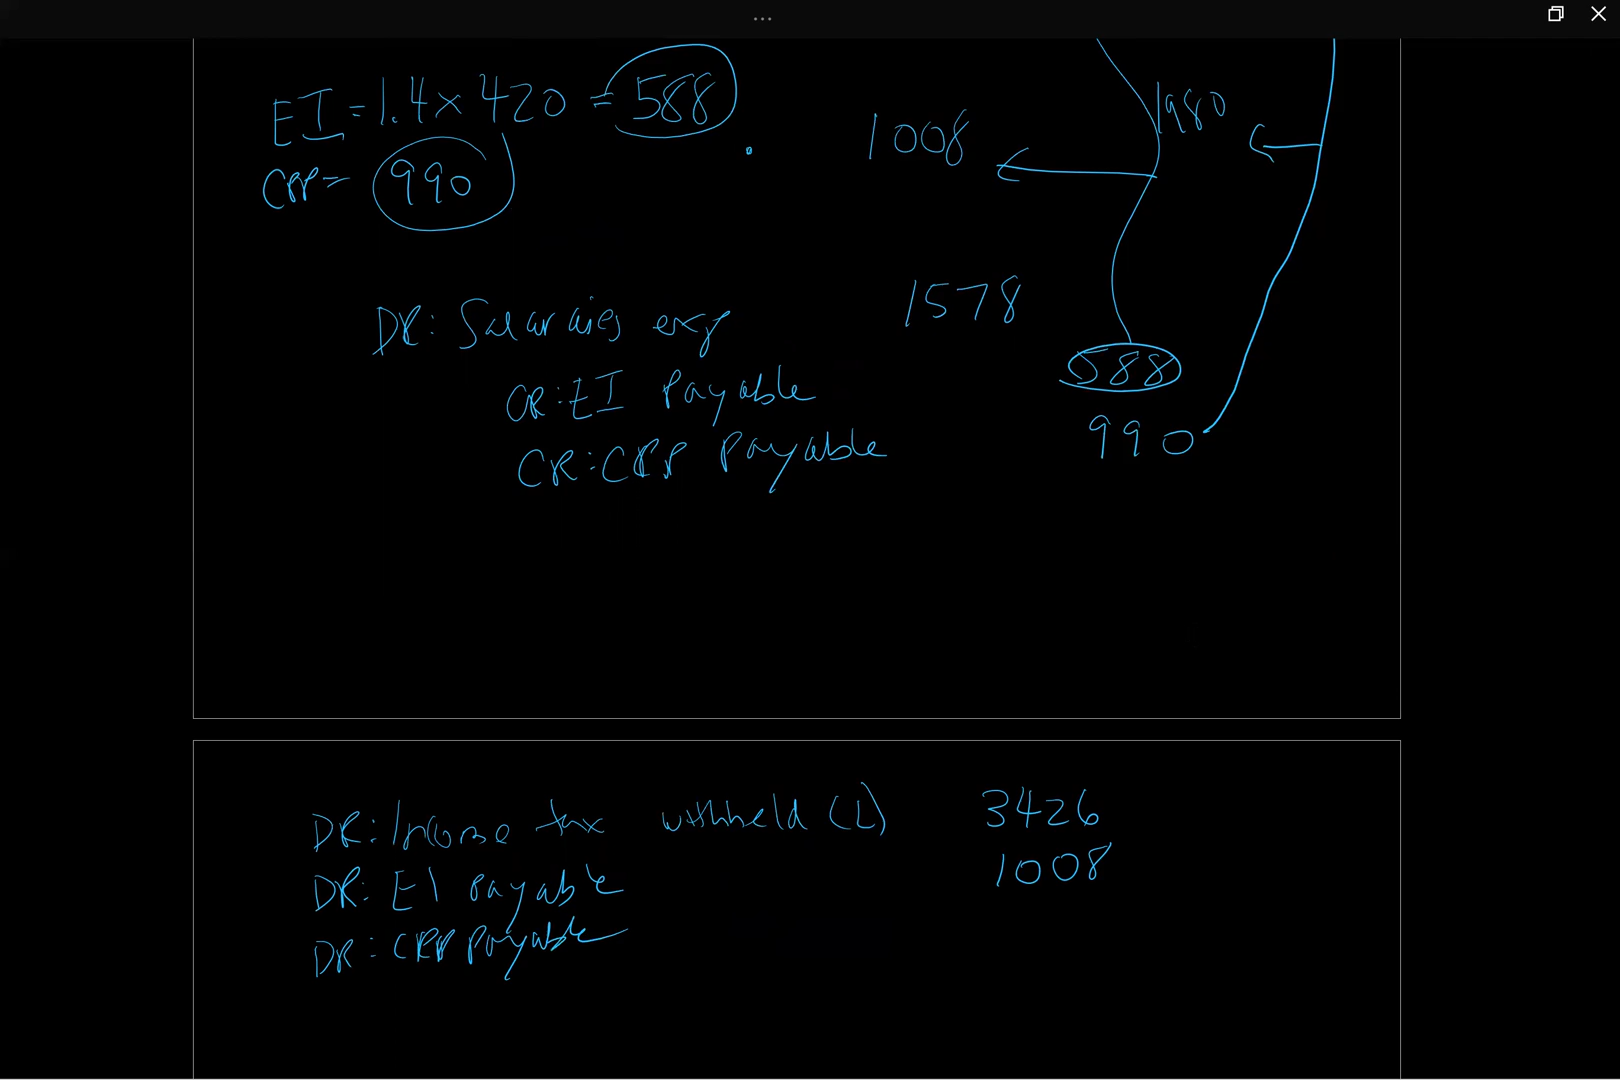 EI = 1.4 x 420 = 588
1008
1980
CPP = 990
DR: Salaraies exp
1578
CR: EI Payable
588
CR: CPP Payable
990
DR: Income tax withheld (L)
3426
DR: EI Payable
1008
DR: CPP Payable